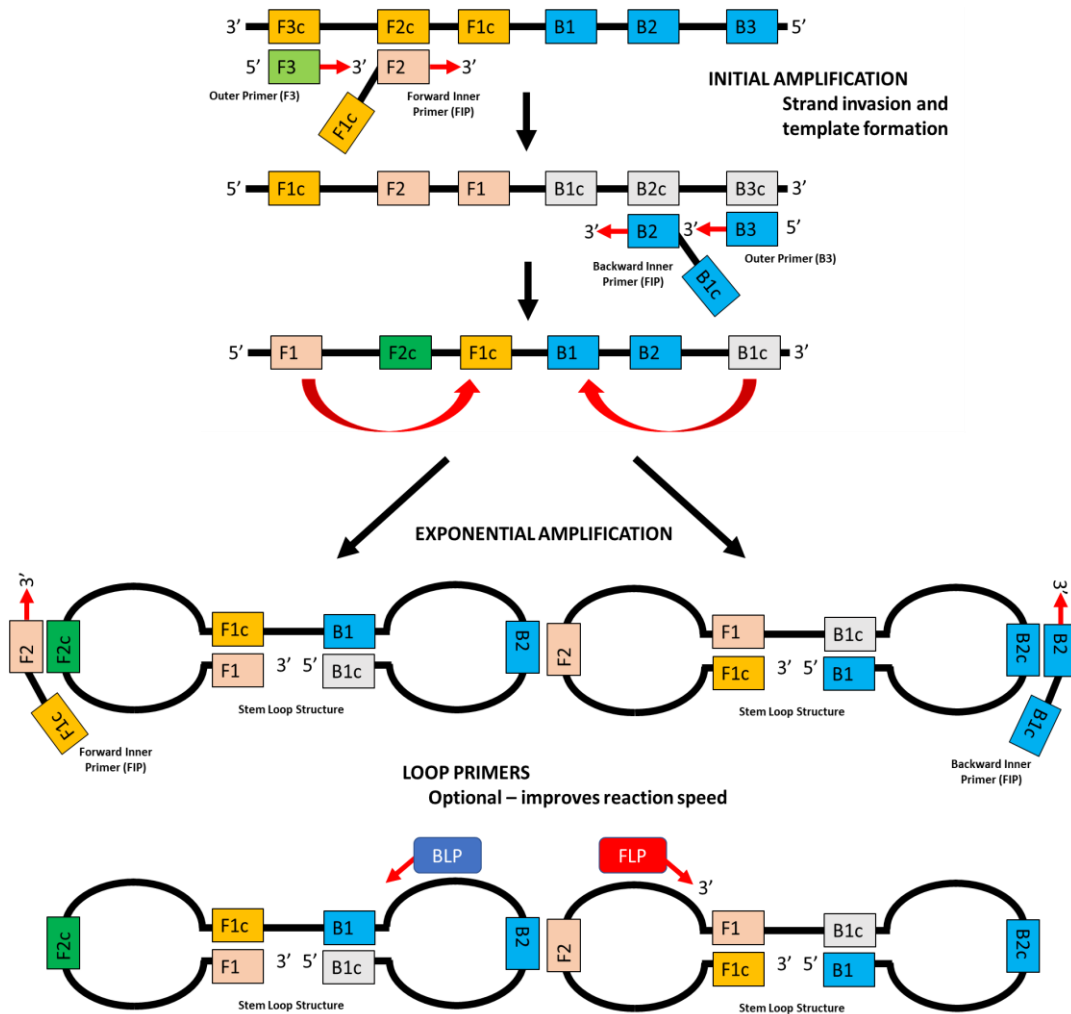 3’ F3c F2c F1c B1 B2 B3 5’
5’ F3 3’ F2 3’
Outer Primer (F3)
Forward Inner
Primer (FIP)
F1c
INITIAL AMPLIFICATION
Strand invasion and
template formation
5’ F1c F2 F1 B1c B2c B3c 3’
3’ B2 3’ B3 5’
Backward Inner
Primer (FIP)
Outer Primer (B3)
B1c
5’ F1 F2c F1c B1 B2 B1c 3’
EXPONENTIAL AMPLIFICATION
3’ 3’
F2 F2c F1c B1 B2 F2 F1 B1c B2c B2
F1 3’ 5’ B1c F1c 3’ 5’ B1
F1c B1c
Stem Loop Structure Stem Loop Structure
Forward Inner
Primer (FIP)
Backward Inner
Primer (FIP)
LOOP PRIMERS
Optional – improves reaction speed
BLP FLP
3’
F2c F1c B1 B2 F2 F1 B1c B2c
F1 3’ 5’ B1c F1c 3’ 5’ B1
Stem Loop Structure Stem Loop Structure